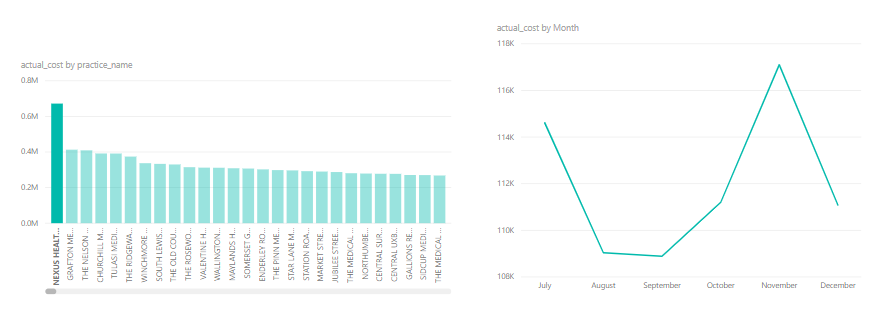 actual_cost by practice_name
0.8M
0.6M
0.4M
0.2M
0.0M
NEXUS HEALT...
GRAFTON ME...
THE NELSON ...
CHURCHILL M...
TULASI MEDI...
THE RIDGEWA...
WINCHMORE ...
SOUTH LEWIS...
THE OLD COU...
THE ROSEWO...
VALENTINE H...
WALLINGTON...
MAYLANDS H...
SOMERSET G...
ENDERLEY RO...
THE PINN ME...
STAR LANE M...
STATION ROA...
MARKET STRE...
JUBILEE STREE...
THE MEDICAL ...
NORTHUMBE...
CENTRAL SUR...
CENTRAL UXB...
GALLIONS RE...
SIDCUP MEDI...
THE MEDICAL ...
actual_cost by Month
118K
116K
114K
112K
110K
108K
July
August
September
October
November
December